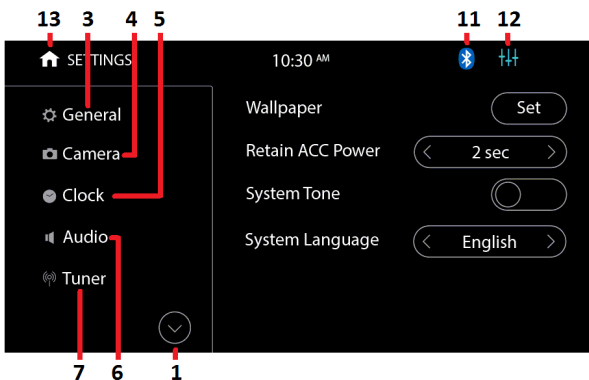 13 3 4 5 11 12
SETTINGS 10:30 AM
General
Camera
Clock
Audio
Tuner
Wallpaper Set
Retain ACC Power < 2 sec >
System Tone
System Language < English >
7 6 1